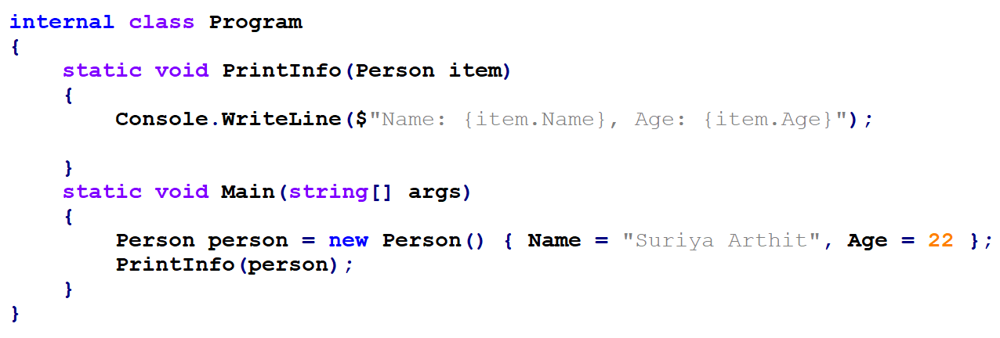 internal class Program
{
    static void PrintInfo(Person item)
    {
        Console.WriteLine($"Name: {item.Name}, Age: {item.Age}");

    }
    static void Main(string[] args)
    {
        Person person = new Person() { Name = "Suriya Arthit", Age = 22 };
        PrintInfo(person);
    }
}